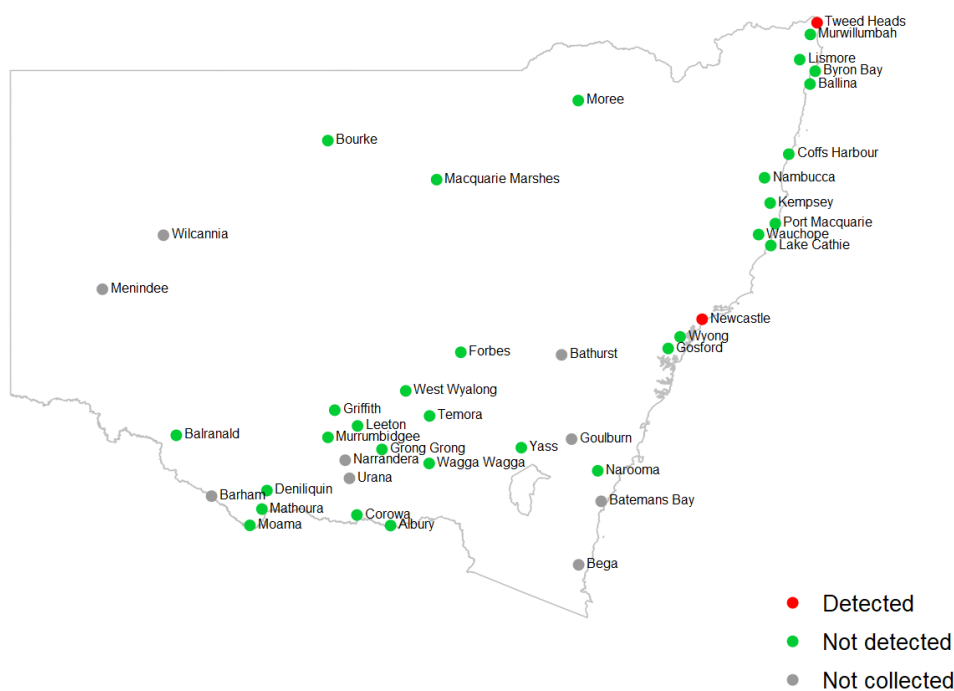 Tweed Heads
Murwillumbah
Lismore
Byron Bay
Ballina
Moree
Bourke
Coffs Harbour
Macquarie Marshes
Nambucca
Kempsey
Port Macquarie
Wilcannia
Wauchope
Lake Cathie
Menindee
Newcastle
Wyong
Gosford
Forbes
Bathurst
West Wyalong
Griffith
Temora
Leeton
Balranald
Murrumbidgee
Goulburn
Grong Grong
Yass
Narrandera
Wagga Wagga
Narooma
Urana
Deniliquin
Barham
Batemans Bay
Mathoura
Corowa
Moama
Albury
Bega
Detected
Not detected
Not collected